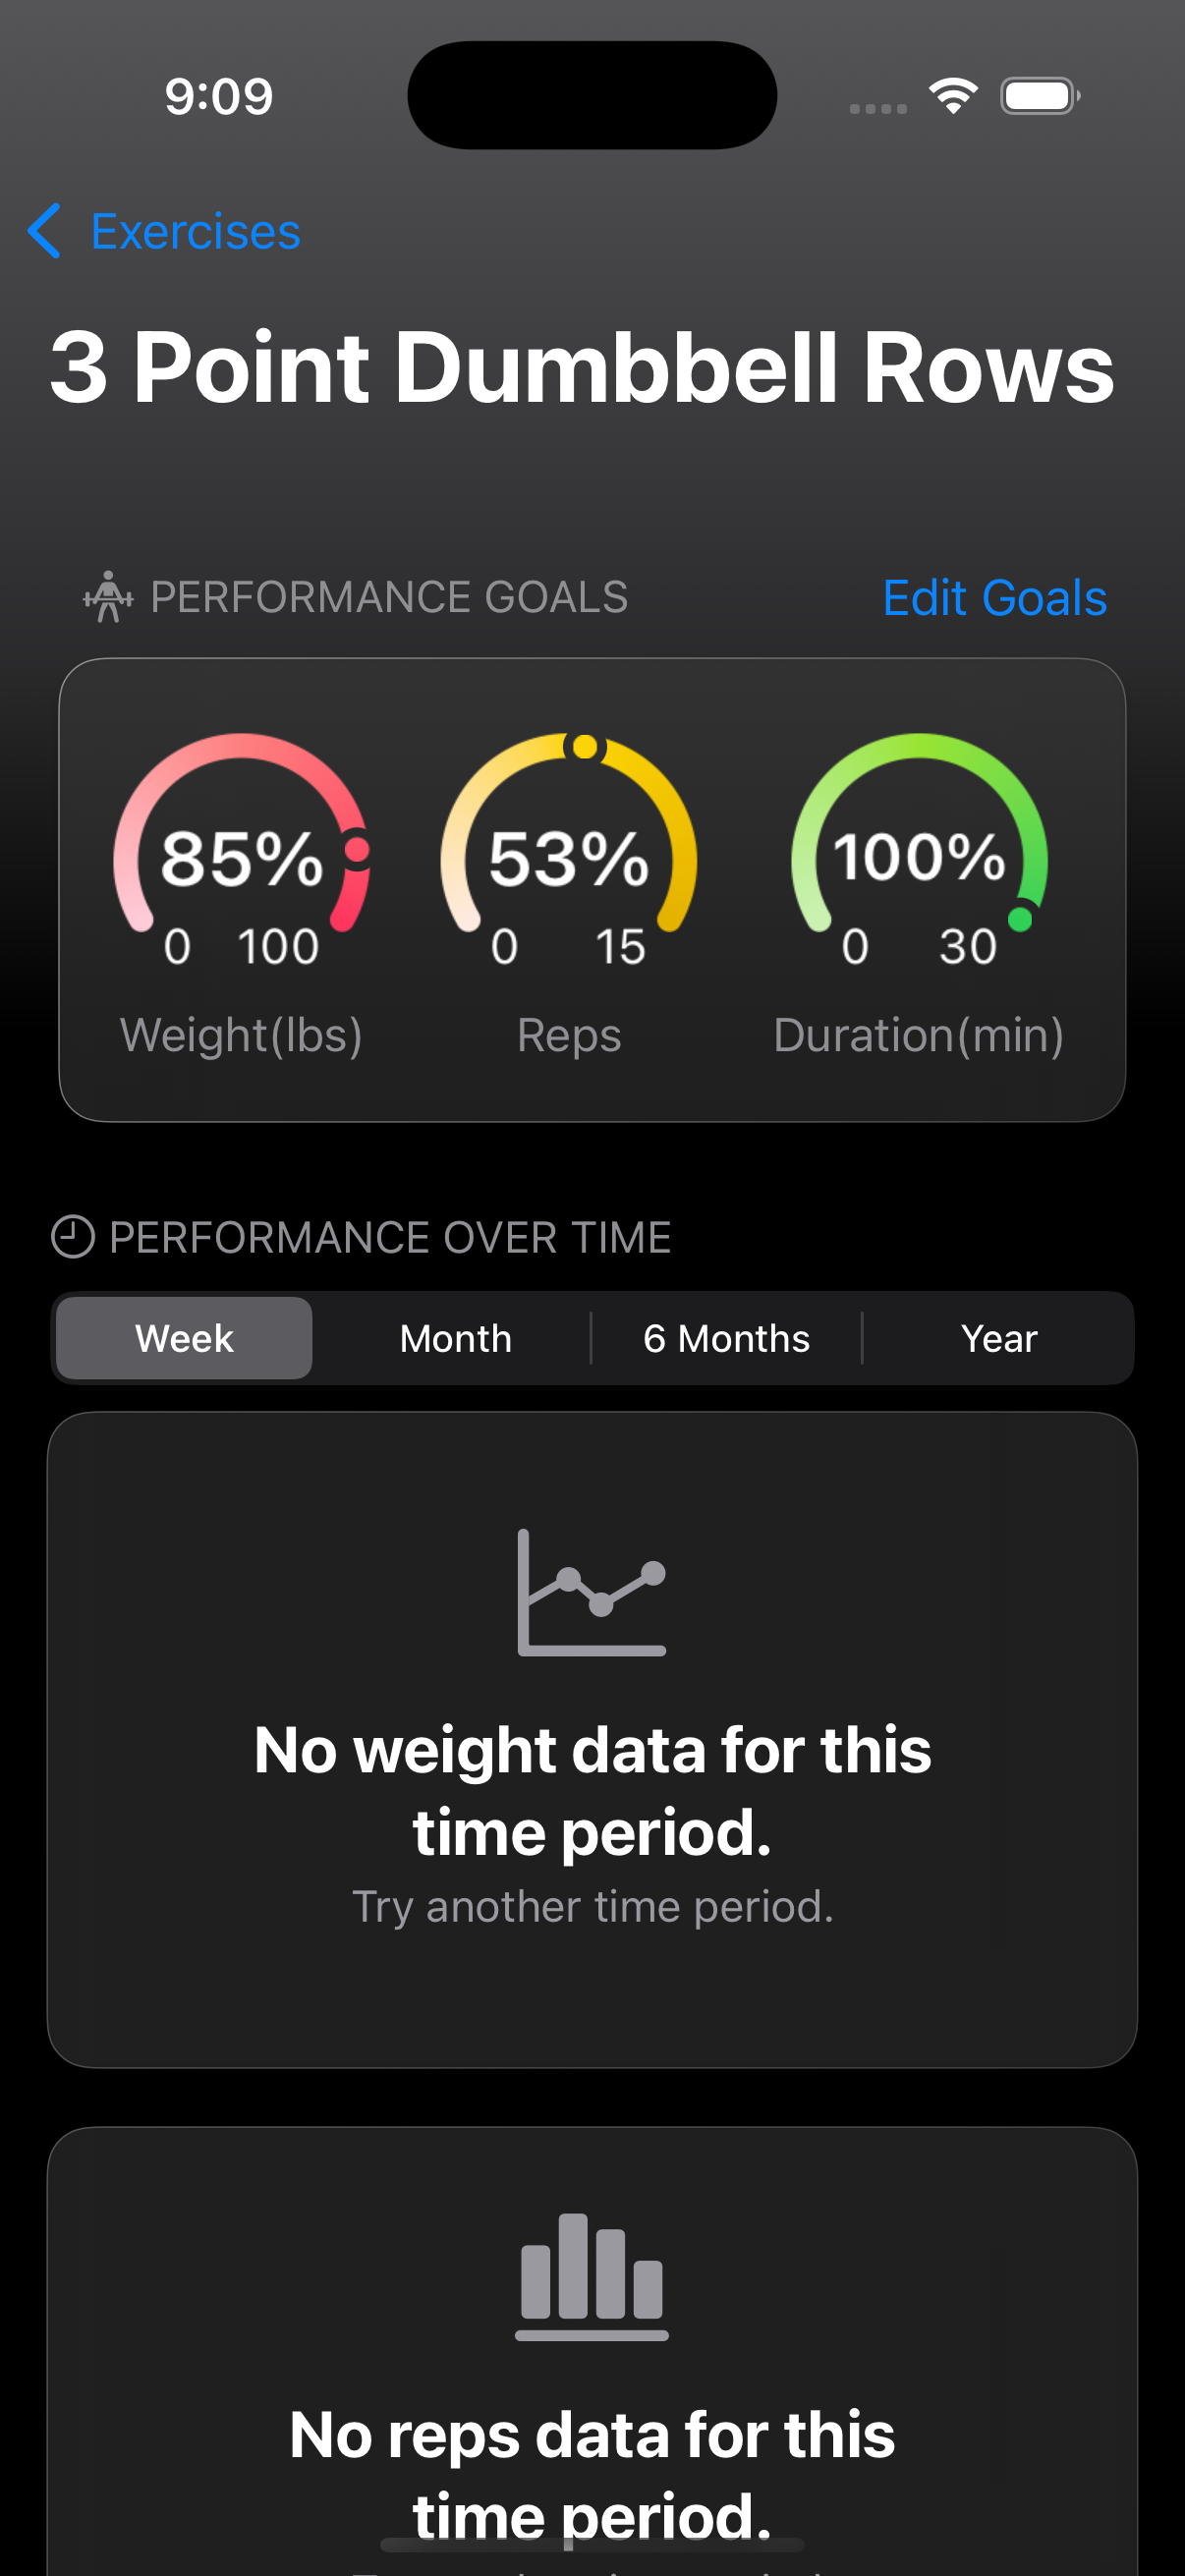 9:09
Exercises
3 Point Dumbbell Rows
PERFORMANCE GOALS
Edit Goals
85%
0 100
Weight(lbs)
53%
0 15
Reps
100%
0 30
Duration(min)
PERFORMANCE OVER TIME
Week Month 6 Months Year
No weight data for this
time period.
Try another time period.
No reps data for this
time period.